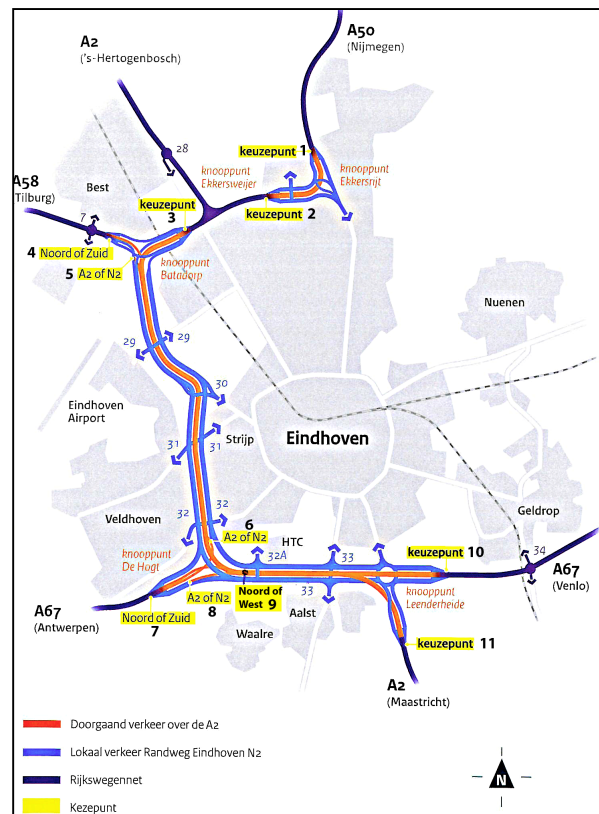 A50
(Nijmegen)
A2
('s-Hertogenbosch)
28
keuzepunt 1
knooppunt
Ekkersweijer
knooppunt
Ekkersrijt
A58
(Tilburg)
Best
keuzepunt
3
keuzepunt 2
7
4 Noord of Zuid
5 A2 of N2
knooppunt
Batadorp
Nuenen
29
29
30
Eindhoven
Airport
31
31
Strijp
Eindhoven
Geldrop
Veldhoven
32
32
6
A2 of N2
HTC
32A
33
keuzepunt 10
34
A67
(Venlo)
knooppunt
De Hogt
A2 of N2
8
Noord of
West 9
33
Aalst
knooppunt
Leenderheide
A67
(Antwerpen)
Noord of Zuid
7
Waalre
keuzepunt 11
A2
(Maastricht)
Doorgaand verkeer over de A2
Lokaal verkeer Randweg Eindhoven N2
Rijkswegennet
Kezepunt
N